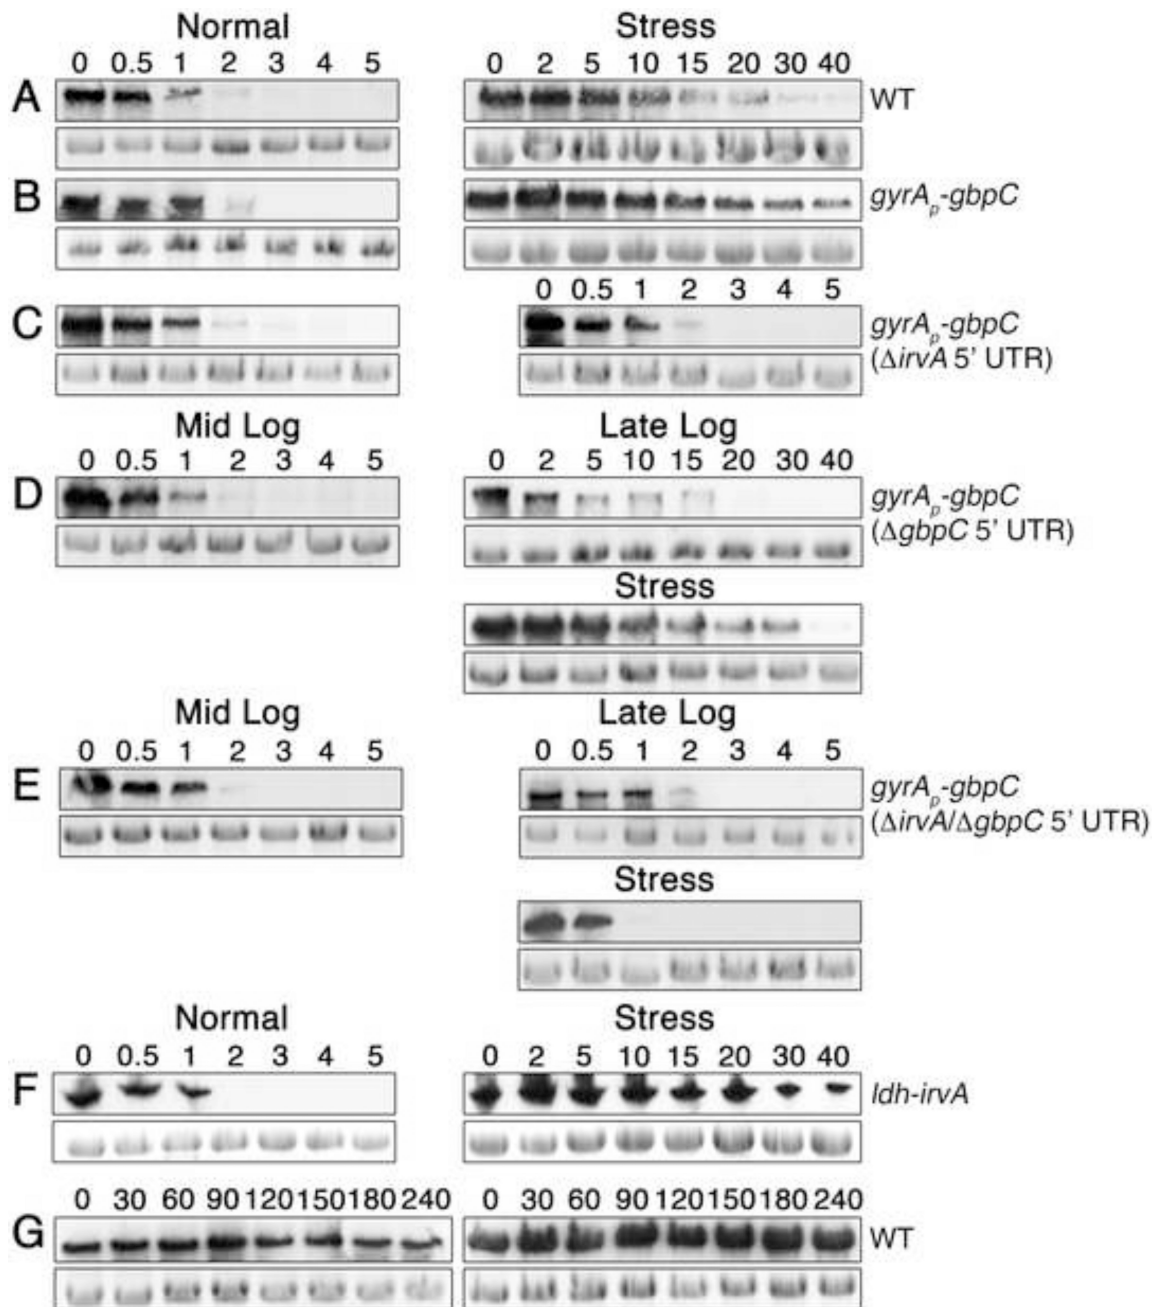 Normal Stress
0 0.5 1 2 3 4 5 0 2 5 10 15 20 30 40
A WT
B gyrAp-gbpC
0 0.5 1 2 3 4 5
C gyrAp-gbpC
(ΔirvA 5' UTR)
Mid Log Late Log
0 0.5 1 2 3 4 5 0 2 5 10 15 20 30 40
D gyrAp-gbpC
(ΔgbpC 5' UTR)
Stress
Mid Log Late Log
0 0.5 1 2 3 4 5 0 0.5 1 2 3 4 5
E gyrAp-gbpC
(ΔirvA/ΔgbpC 5' UTR)
Stress
Normal Stress
0 0.5 1 2 3 4 5 0 2 5 10 15 20 30 40
F ldh-irvA
0 30 60 90 120 150 180 240 0 30 60 90 120 150 180 240
G WT